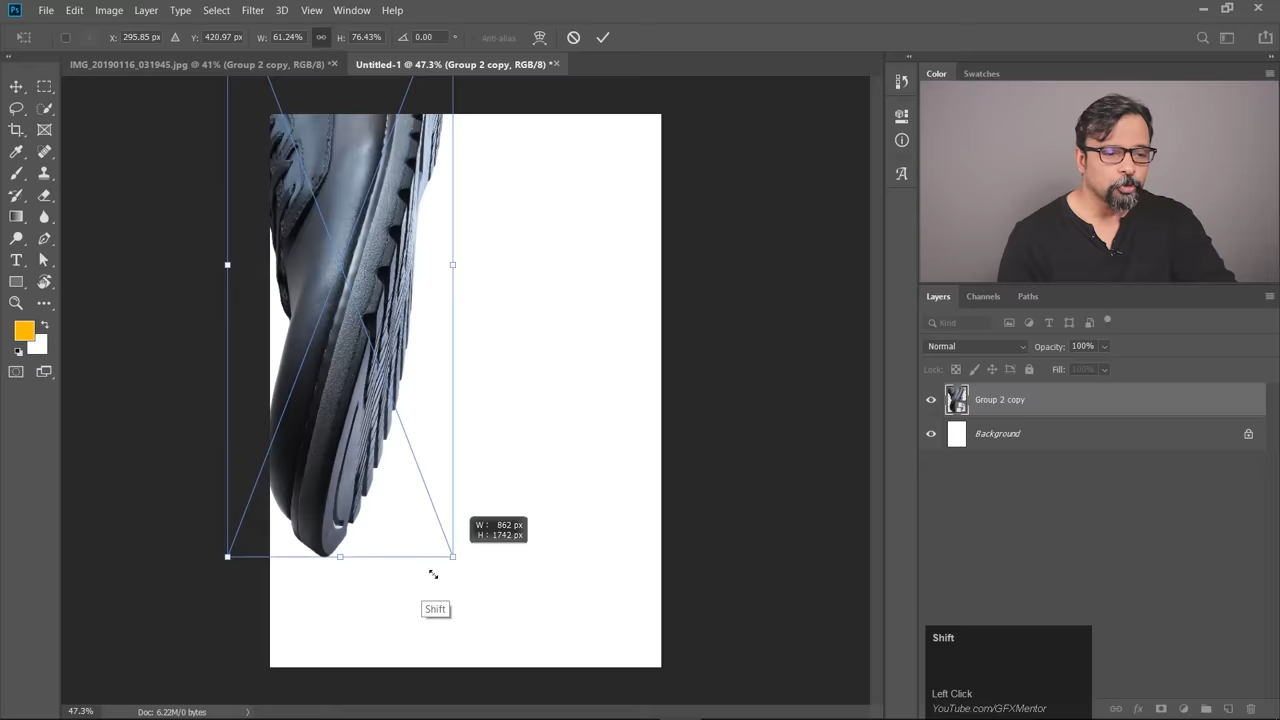 Ps File Edit Image Layer Type Select Filter 3D View Window Help
X: 295.85 px Y: 420.97 px W: 61.24% H: 76.43% 0.00 ° Anti-alias
IMG_20190116_031945.jpg @ 41% (Group 2 copy, RGB/8) * × Untitled-1 @ 47.3% (Group 2 copy, RGB/8) * ×
Color Swatches
Layers Channels Paths
Kind
Normal Opacity: 100%
Lock: Fill: 100%
Group 2 copy
Background
W: 862 px
H: 1742 px
Shift
Shift
Left Click
YouTube.com/GFXMentor
47.3% Doc: 6.22M/0 bytes